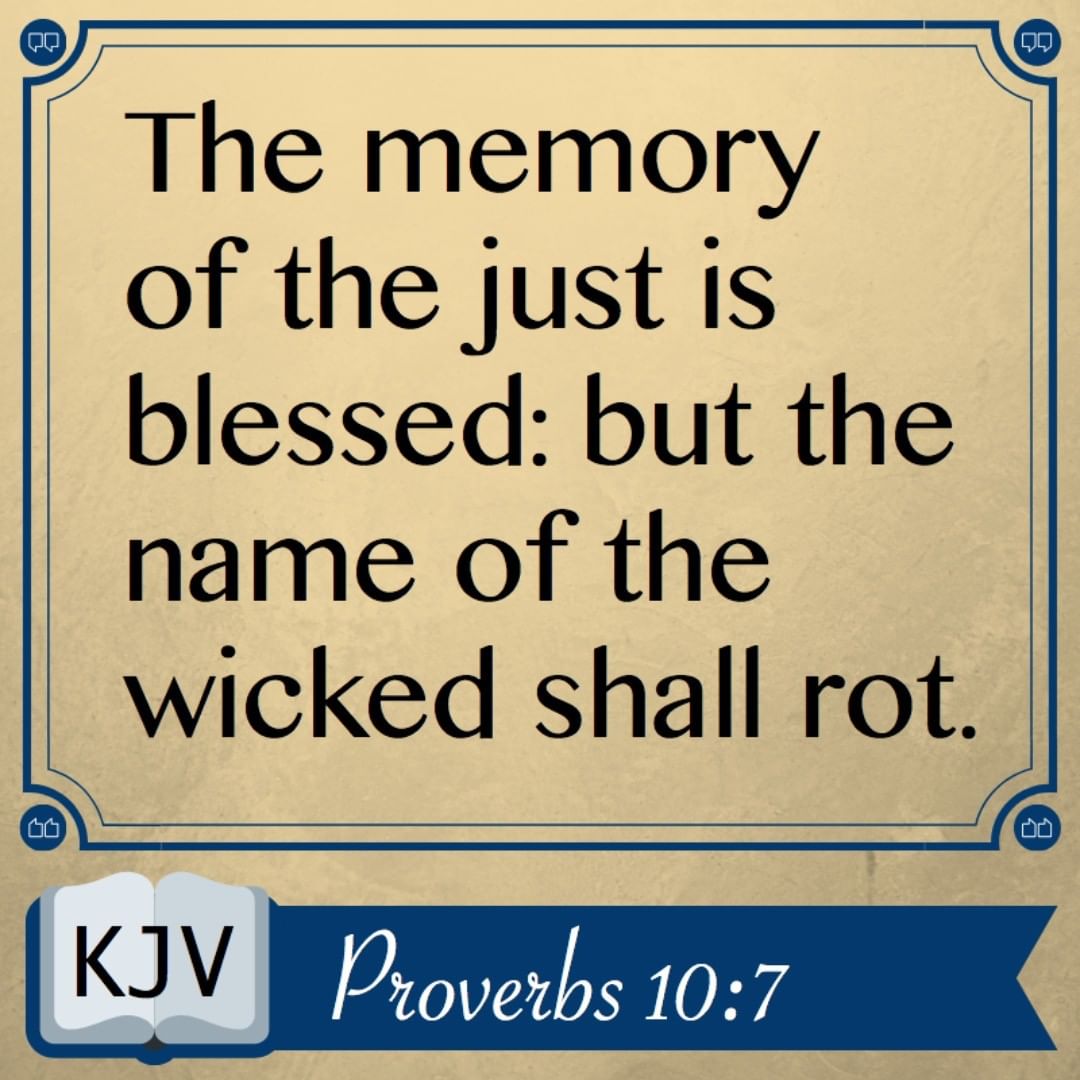 The memory
of the just is
blessed: but the
name of the
wicked shall rot.
KJV Proverbs 10:7